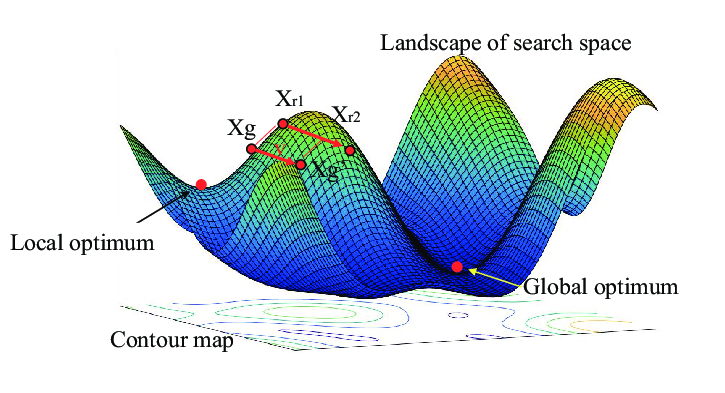 Landscape of search space
Xr1
Xr2
Xg
Xg'
Local optimum
Global optimum
Contour map